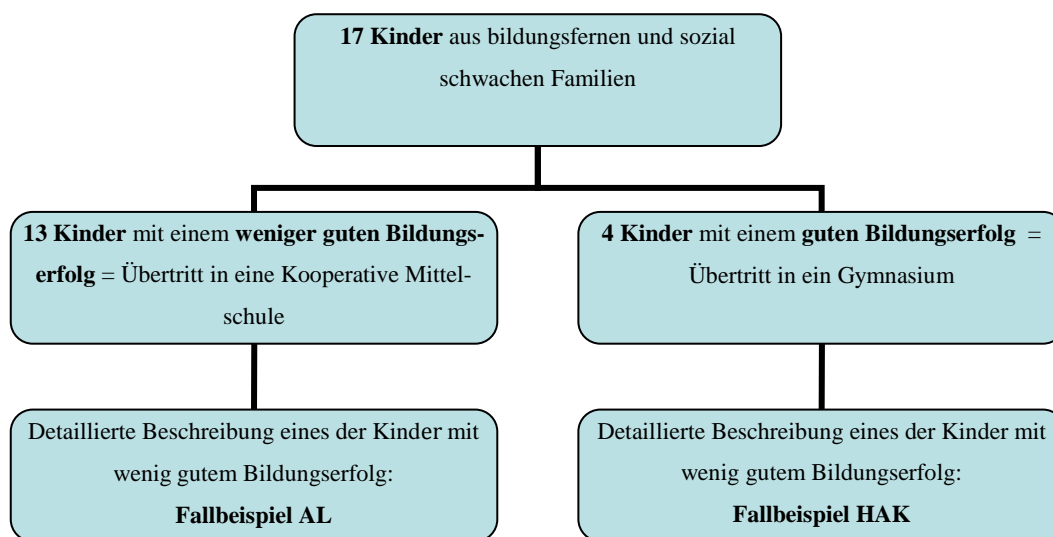 17 Kinder aus bildungsfernen und sozial
schwachen Familien
13 Kinder mit einem weniger guten Bildungs-
erfolg = Übertritt in eine Kooperative Mittel-
schule
4 Kinder mit einem guten Bildungserfolg =
Übertritt in ein Gymnasium
Detaillierte Beschreibung eines der Kinder mit
wenig gutem Bildungserfolg:
Fallbeispiel AL
Detaillierte Beschreibung eines der Kinder mit
wenig gutem Bildungserfolg:
Fallbeispiel HAK